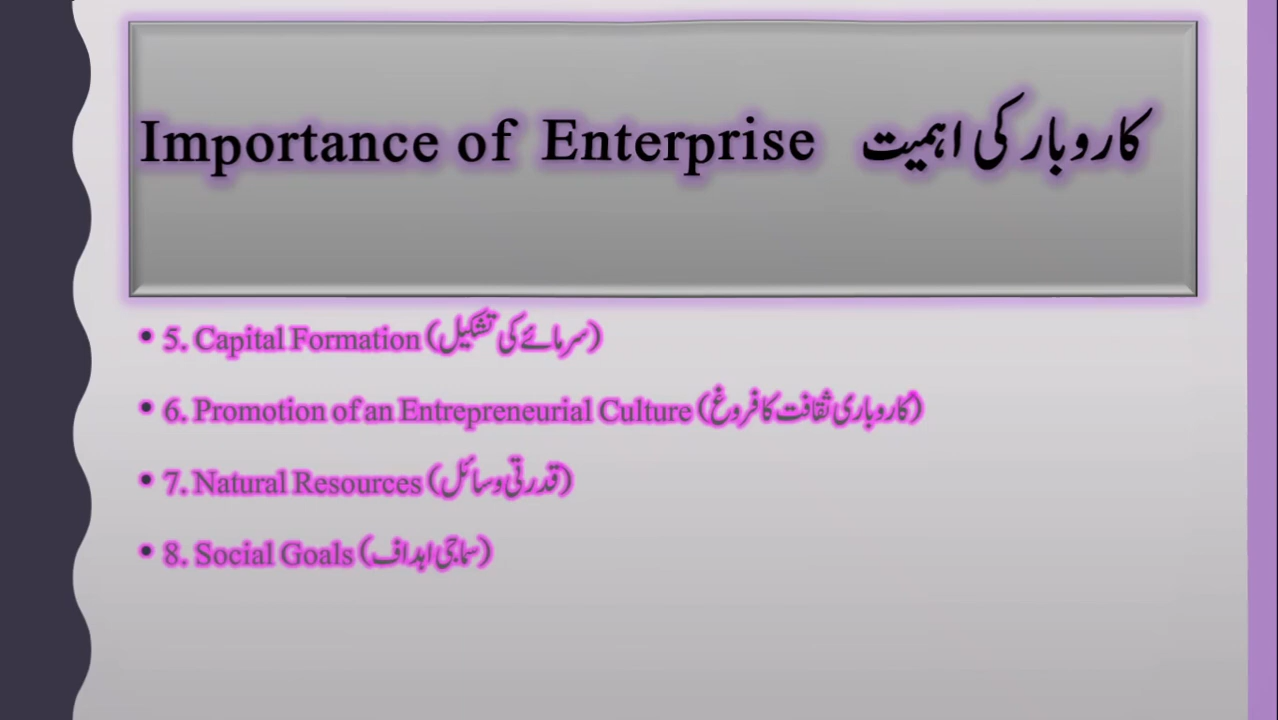 Importance of Enterprise کاروبار کی اہمیت
• 5. Capital Formation (سرمائے کی تشکیل)
• 6. Promotion of an Entrepreneurial Culture (کاروباری ثقافت کا فروغ)
• 7. Natural Resources (قدرتی وسائل)
• 8. Social Goals (سماجی اہداف)